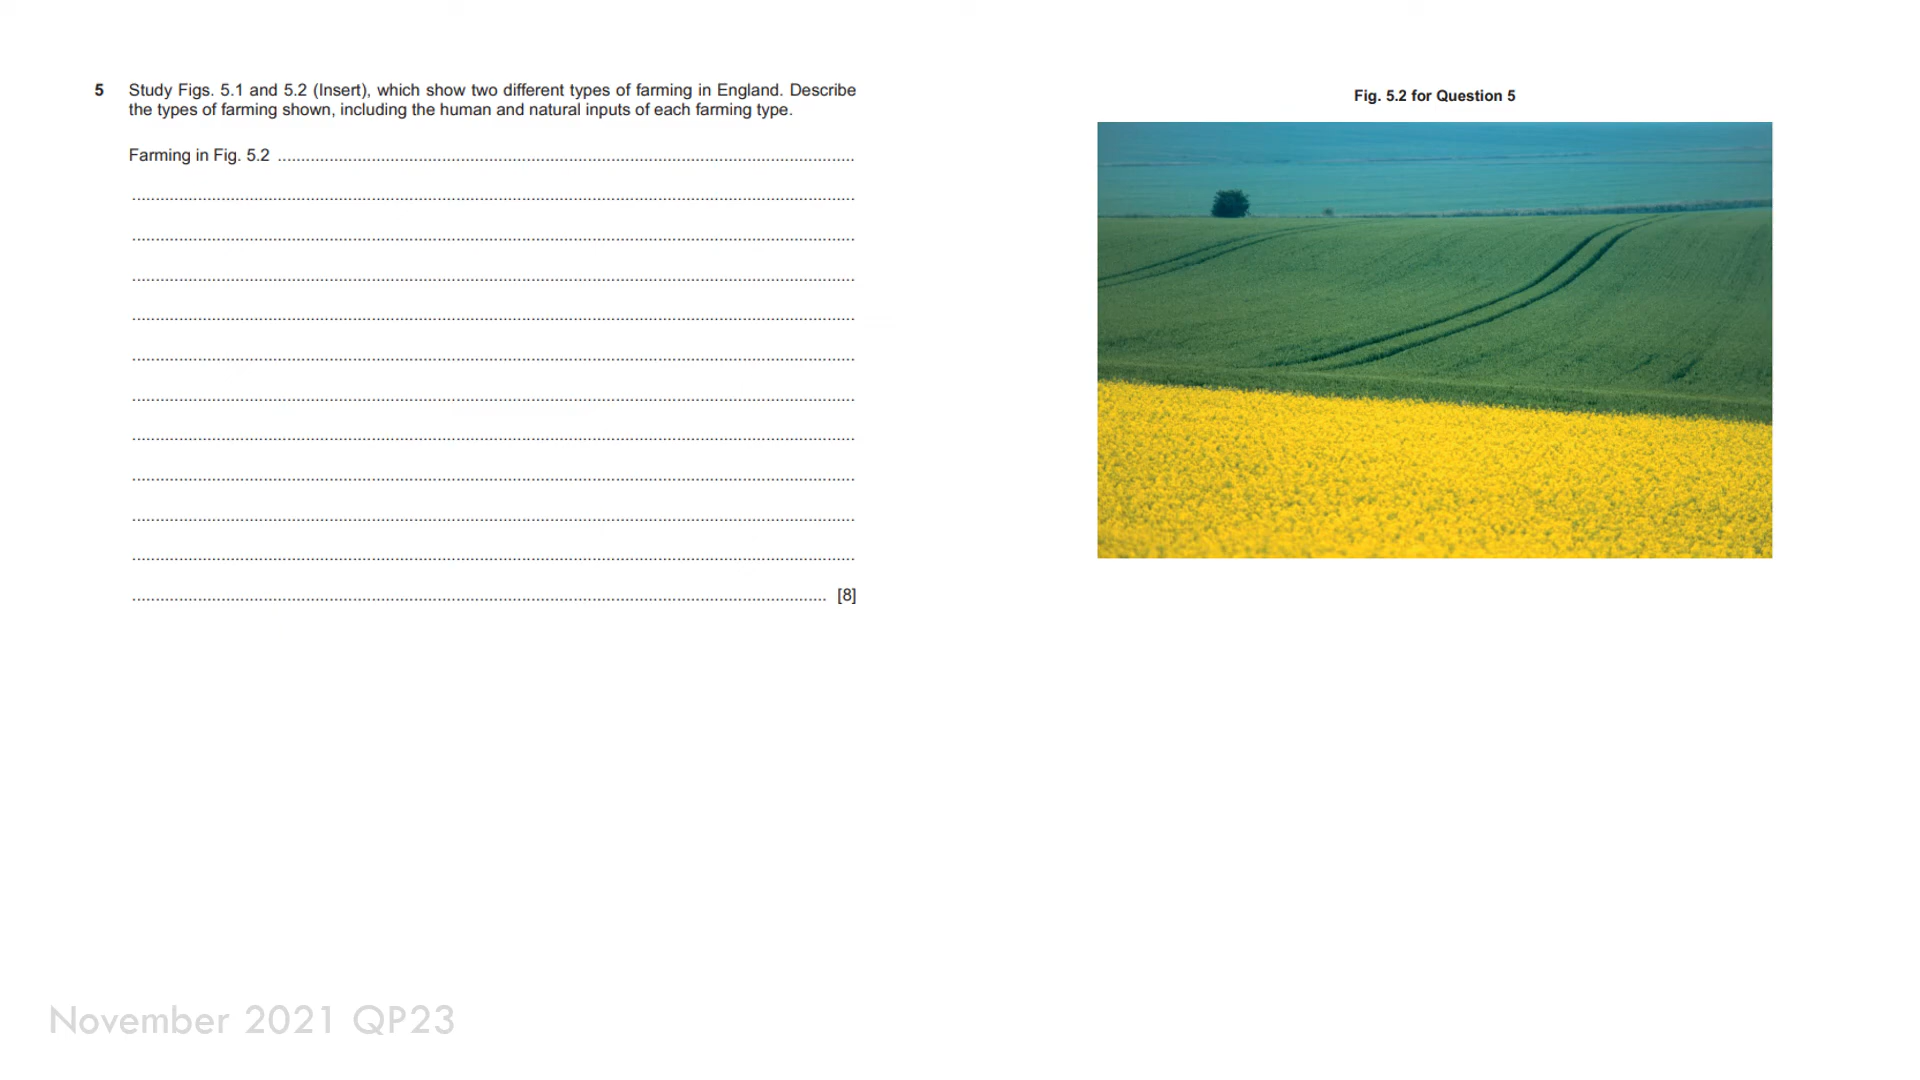 5 Study Figs. 5.1 and 5.2 (Insert), which show two different types of farming in England. Describe
the types of farming shown, including the human and natural inputs of each farming type.
Farming in Fig. 5.2 ..........
[8]
Fig. 5.2 for Question 5
November 2021 QP23